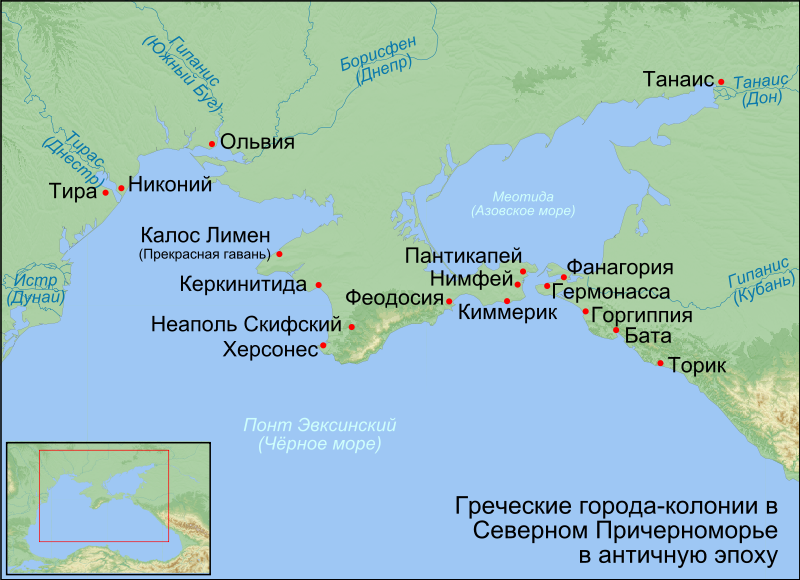 Гипанис
(Южный Буг)
Борисфен
(Днепр)
Танаис
Танаис
(Дон)
Ольвия
Тирас
(Днестр)
Тира
Никоний
Меотида
(Азовское море)
Калос Лимен
(Прекрасная гавань)
Пантикапей
Фанагория
Гипанис
(Кубань)
Истр
(Дунай)
Керкинитида
Нимфей
Гермонасса
Феодосия
Киммерик
Горгиппия
Неаполь Скифский
Бата
Херсонес
Торик
Понт Эвксинский
(Чёрное море)
Греческие города-колонии в
Северном Причерноморье
в античную эпоху